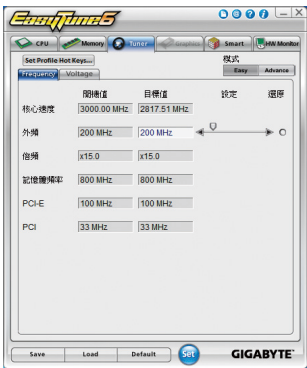 EasyTune6
CPU Memory Tuner Graphics Smart HW Monitor
Set Profile Hot Keys...
模式
Easy Advance
Frequency Voltage
開機值 目標值 設定 還原
核心速度 3000.00 MHz 2817.51 MHz
外頻 200 MHz 200 MHz
倍頻 x15.0 x15.0
記憶體頻率 800 MHz 800 MHz
PCI-E 100 MHz 100 MHz
PCI 33 MHz 33 MHz
Save Load Default Set GIGABYTE